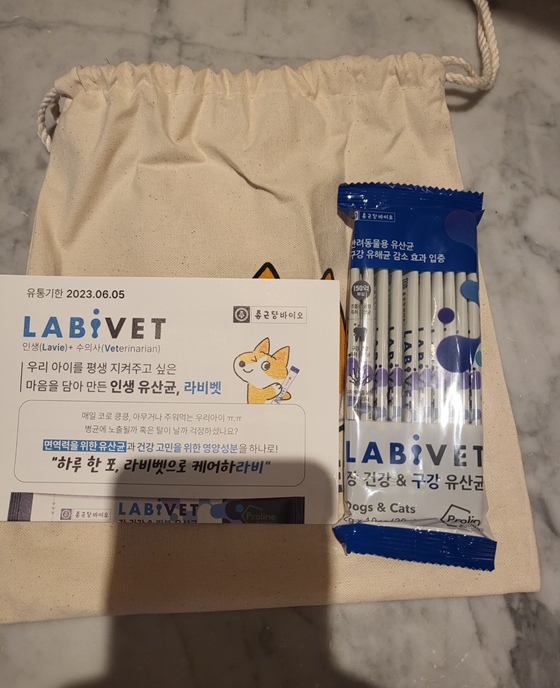 유통기한 2023.06.05
LABiVET
인생(Lavie)+ 수의사(Veterinarian)
종근당바이오
우리 아이를 평생 지켜주고 싶은
마음을 담아 만든 인생 유산균, 라비벳
매일 코로 킁킁, 아무거나 주워먹는 우리아이 ㅠㅠ
병균에 노출될까 혹은 탈이 날까 걱정하셨나요?
면역력을 위한 유산균과 건강 고민을 위한 영양성분을 하나로!
"하루 한 포, 라비벳으로 케어하라비"
LABiVET
Proline
종근당바이오
반려동물용 유산균
구강 유해균 감소 효과 입증
150억
LABiVET
장 건강 & 구강 유산균
Dogs & Cats
Prolin